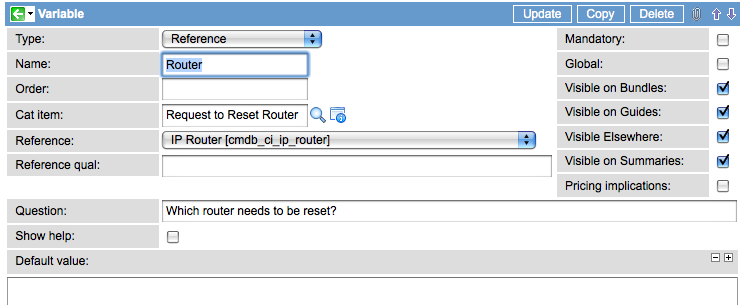 Variable Update Copy Delete
Type: Reference Mandatory:
Name: Router Global:
Order: Visible on Bundles:
Cat item: Request to Reset Router Visible on Guides:
Reference: IP Router [cmdb_ci_ip_router] Visible Elsewhere:
Reference qual: Visible on Summaries:
Pricing implications:
Question: Which router needs to be reset?
Show help:
Default value: